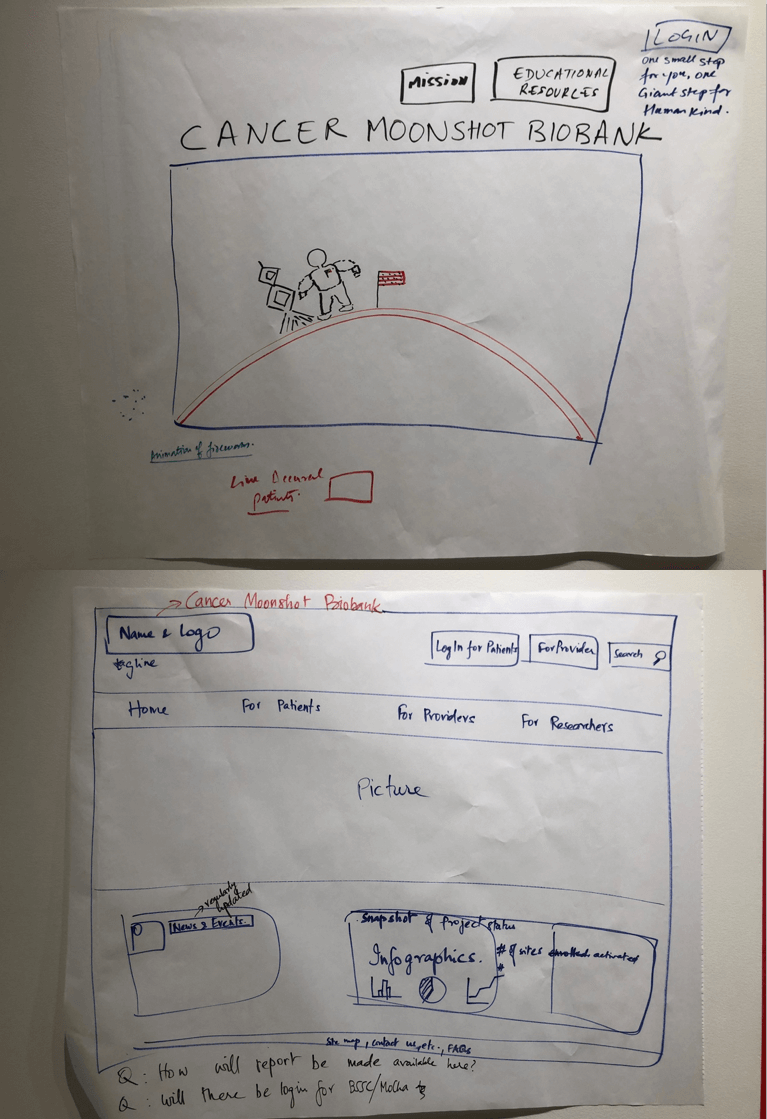 LOGIN
one small step
for you, one
Giant step for
Human kind.
MISSION
EDUCATIONAL
RESOURCES
CANCER MOONSHOT BIOBANK
Animation of fireworks.
Live Accrual
patients.
Cancer Moonshot Biobank
Name & Logo
tagline
Log In for Patients
For Provider
Search
Home
For Patients
For Providers
For Researchers
Picture
regularly
updated
News & Events.
Snapshot of project status
Infographics.
# of sites activated
#
Site map, contact us, etc., FAQs
Q: How will report be made available here?
Q: will there be login for BSSC/MoCha